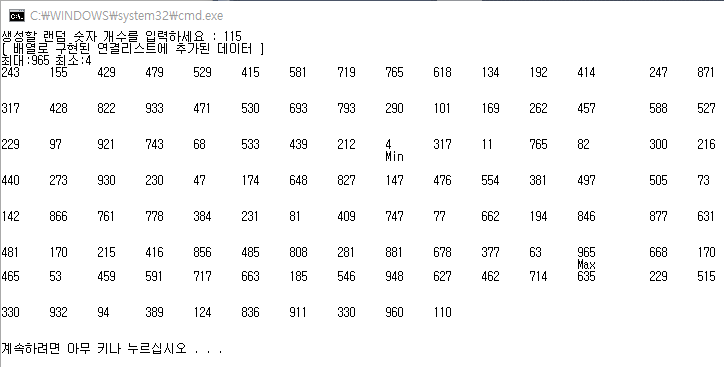 C:₩WINDOWS₩system32₩cmd.exe
생성할 랜덤 숫자 개수를 입력하세요 : 115
[ 배열로 구현된 연결리스트에 추가된 데이터 ]
최대:965 최소:4
243 155 429 479 529 415 581 719 765 618 134 192 414 247 871
317 428 822 933 471 530 693 793 290 101 169 262 457 588 527
229 97 921 743 68 533 439 212 4 317 11 765 82 300 216
Min
440 273 930 230 47 174 648 827 147 476 554 381 497 505 73
142 866 761 778 384 231 81 409 747 77 662 194 846 877 631
481 170 215 416 856 485 808 281 881 678 377 63 965 668 170
Max
465 53 459 591 717 663 185 546 948 627 462 714 635 229 515
330 932 94 389 124 836 911 330 960 110
계속하려면 아무 키나 누르십시오 . . .